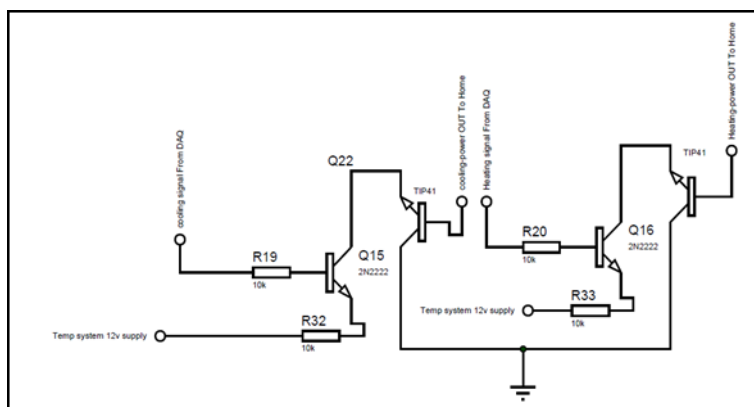 cooling signal From DAQ
Q22
TIP41
cooling-power OUT To Home
Heating signal From DAQ
TIP41
Heating-power OUT To Home
R19
10k
Q15
2N2222
R20
10k
Q16
2N2222
Temp system 12v supply
R32
10k
Temp system 12v supply
R33
10k